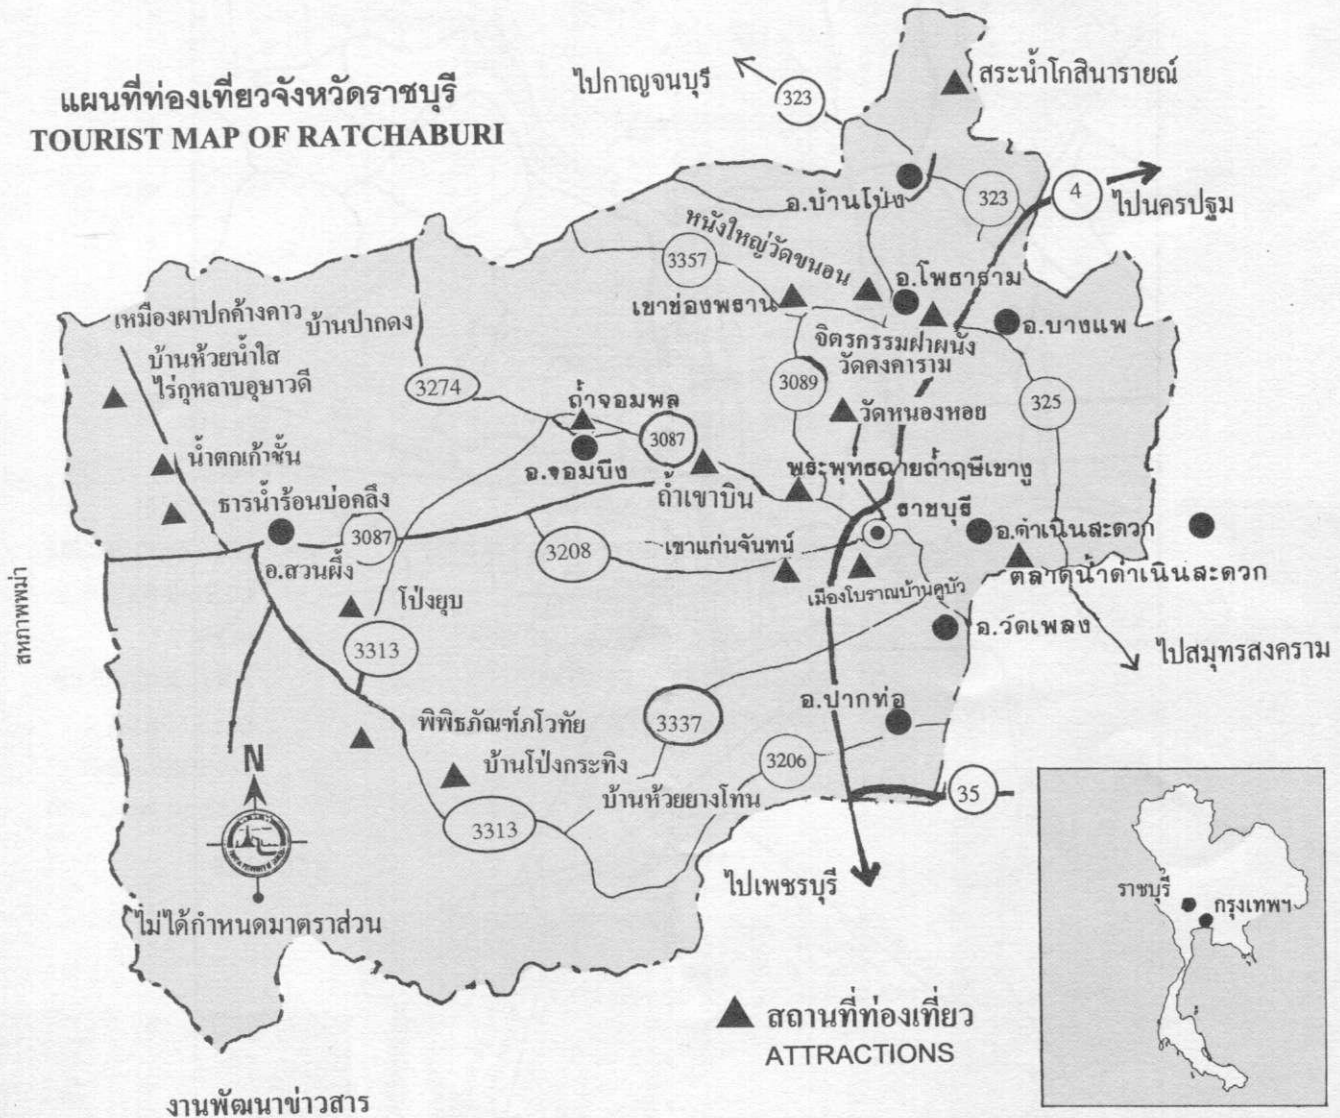 แผนที่ท่องเที่ยวจังหวัดราชบุรี
TOURIST MAP OF RATCHABURI
ไปกาญจนบุรี
323
สระน้ำโกสินารายณ์
อ.บ้านโป่ง
323
4
ไปนครปฐม
หนังใหญ่วัดขนอน
3357
อ.โพธาราม
เขาช่องพราน
อ.บางแพ
เหมืองผาปกค้างคาว
บ้านปากดง
จิตรกรรมฝาผนัง
วัดคงคาราม
บ้านห้วยน้ำใส
ไร่กุหลาบอุษาวดี
3274
3089
325
ถ้ำจอมพล
วัดหนองหอย
3087
น้ำตกเก้าชั้น
อ.จอมบึง
ถ้ำเขาบิน
พระพุทธฉายถ้ำฤษีเขางู
ธารน้ำร้อนบ่อคลึง
ราชบุรี
3087
3208
เขาแก่นจันทน์
อ.ดำเนินสะดวก
อ.สวนผึ้ง
ตลาดน้ำดำเนินสะดวก
เมืองโบราณบ้านคูบัว
โป่งยุบ
สหภาพพม่า
อ.วัดเพลง
3313
ไปสมุทรสงคราม
อ.ปากท่อ
3337
พิพิธภัณฑ์ภโวทัย
N
บ้านโป่งกระทิง
3206
บ้านห้วยยางโทน
35
3313
ไปเพชรบุรี
ไม่ได้กำหนดมาตราส่วน
ราชบุรี
กรุงเทพฯ
สถานที่ท่องเที่ยว
ATTRACTIONS
งานพัฒนาข่าวสาร